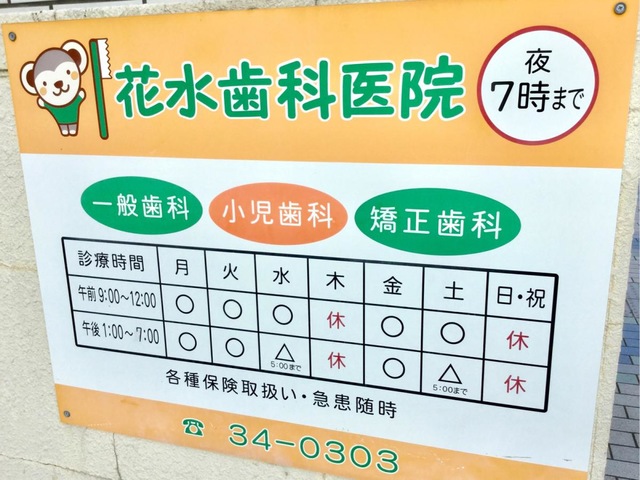 花水歯科医院
夜
7時まで
一般歯科 小児歯科 矯正歯科
診療時間 月 火 水 木 金 土 日・祝
午前9:00~12:00 ○ ○ ○ 休 ○ ○ 休
午後1:00~7:00 ○ ○ △ 5:00まで 休 ○ △ 5:00まで 休
各種保険取扱い・急患随時
☎ 34-0303